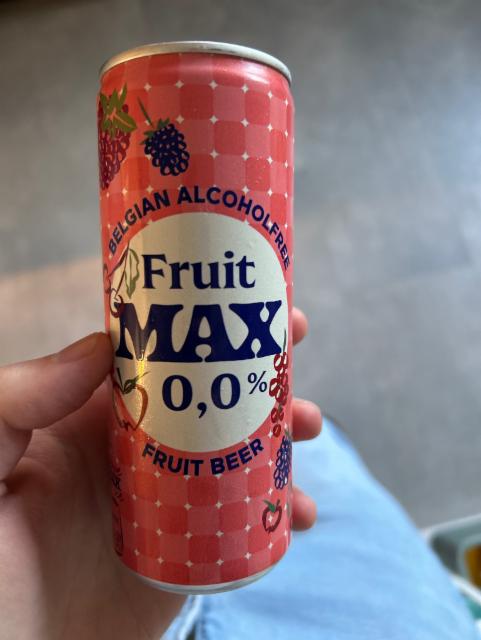 BELGIAN ALCOHOLFREE
Fruit
MAX
0,0%
FRUIT BEER